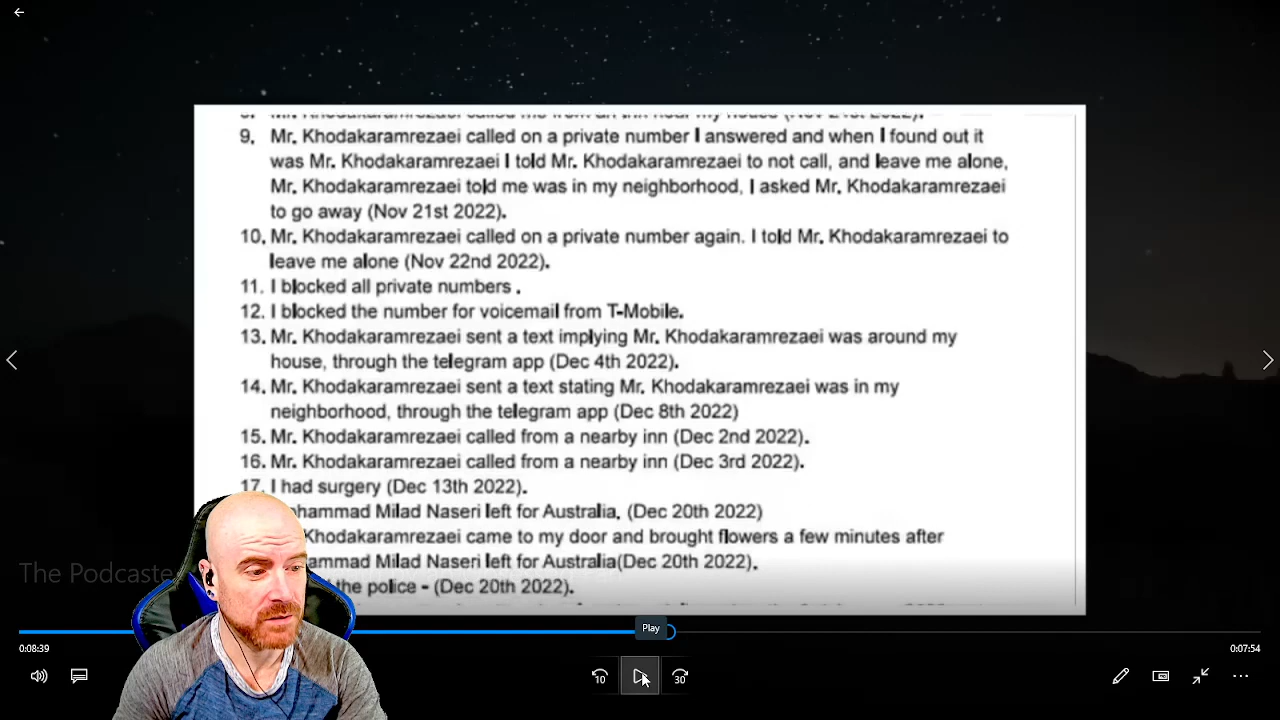 9. Mr. Khodakaramrezaei called on a private number I answered and when I found out it
was Mr. Khodakaramrezaei I told Mr. Khodakaramrezaei to not call, and leave me alone,
Mr. Khodakaramrezaei told me was in my neighborhood, I asked Mr. Khodakaramrezaei
to go away (Nov 21st 2022).
10. Mr. Khodakaramrezaei called on a private number again. I told Mr. Khodakaramrezaei to
leave me alone (Nov 22nd 2022).
11. I blocked all private numbers .
12. I blocked the number for voicemail from T-Mobile.
13. Mr. Khodakaramrezaei sent a text implying Mr. Khodakaramrezaei was around my
house, through the telegram app (Dec 4th 2022).
14. Mr. Khodakaramrezaei sent a text stating Mr. Khodakaramrezaei was in my
neighborhood, through the telegram app (Dec 8th 2022)
15. Mr. Khodakaramrezaei called from a nearby inn (Dec 2nd 2022).
16. Mr. Khodakaramrezaei called from a nearby inn (Dec 3rd 2022).
17. I had surgery (Dec 13th 2022).
Milad Naseri left for Australia, (Dec 20th 2022)
Khodakaramrezaei came to my door and brought flowers a few minutes after
Milad Naseri left for Australia(Dec 20th 2022).
the police - (Dec 20th 2022).
The
Play
0:08:39
0:07:54
10
30